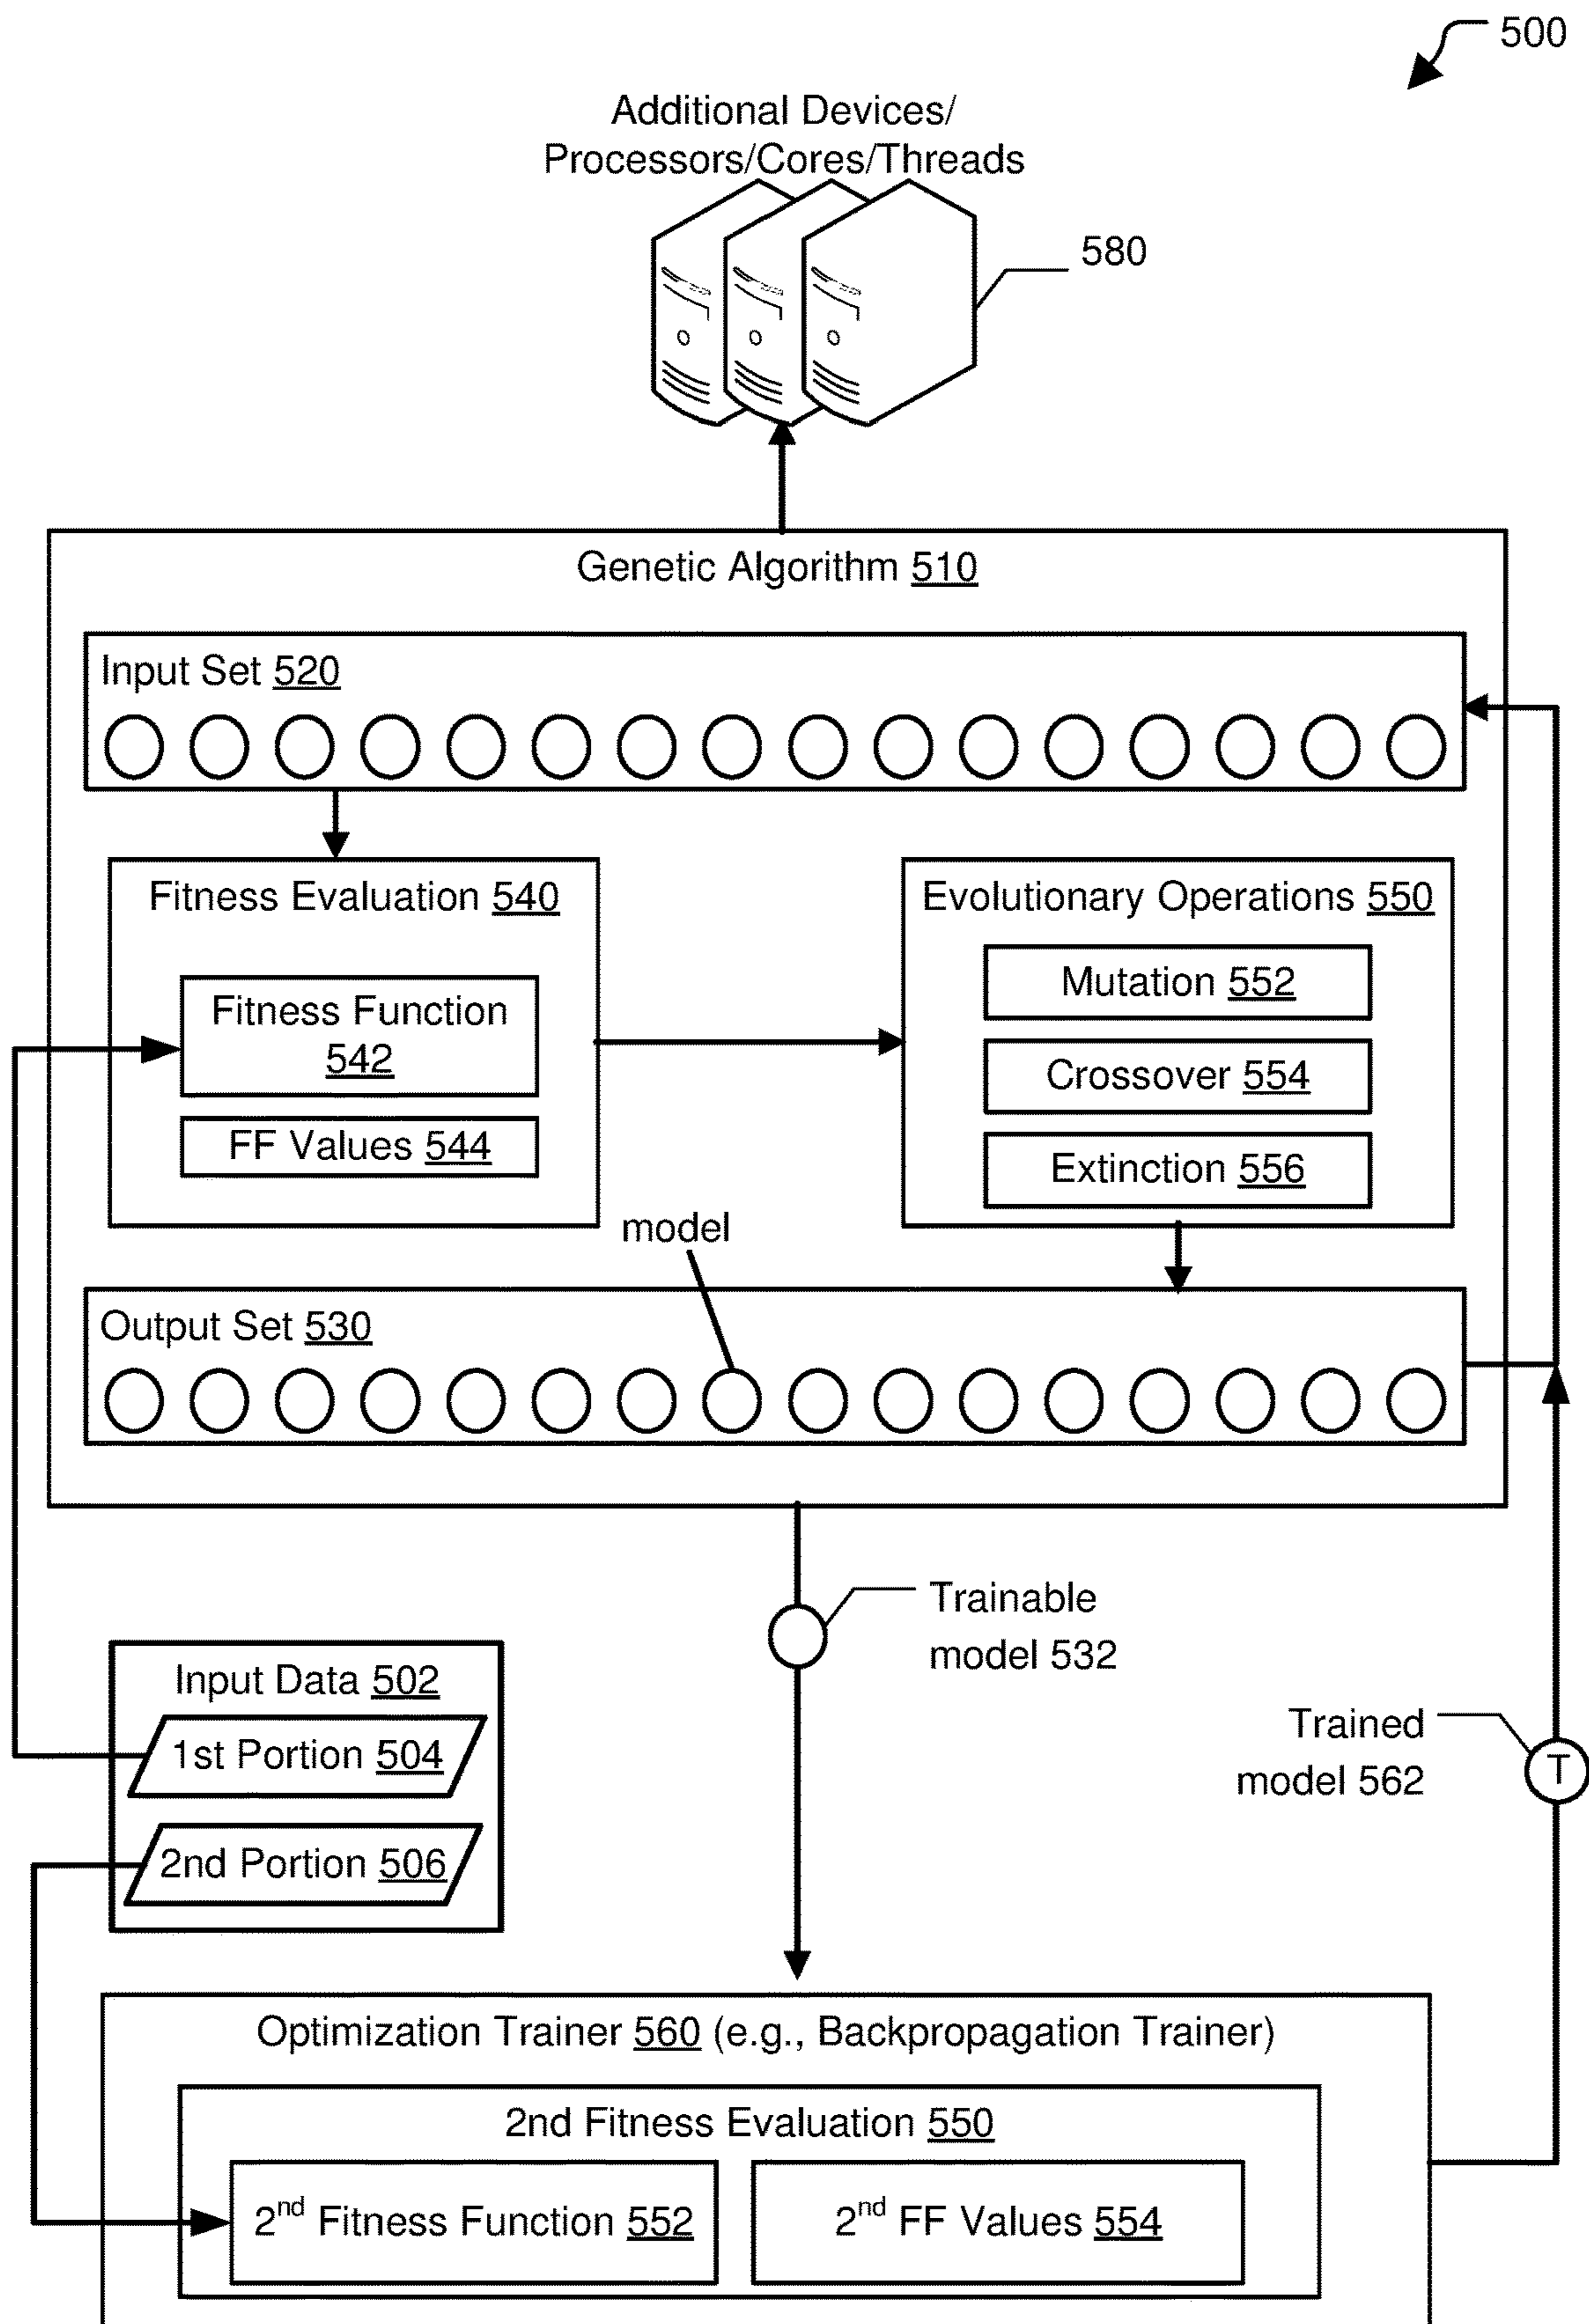 500
Additional Devices/
Processors/Cores/Threads
580
Genetic Algorithm 510
Input Set 520
Fitness Evaluation 540
Fitness Function
542
FF Values 544
Evolutionary Operations 550
Mutation 552
Crossover 554
Extinction 556
model
Output Set 530
Trainable
model 532
Input Data 502
1st Portion 504
2nd Portion 506
Trained
model 562
T
Optimization Trainer 560 (e.g., Backpropagation Trainer)
2nd Fitness Evaluation 550
2nd Fitness Function 552
2nd FF Values 554